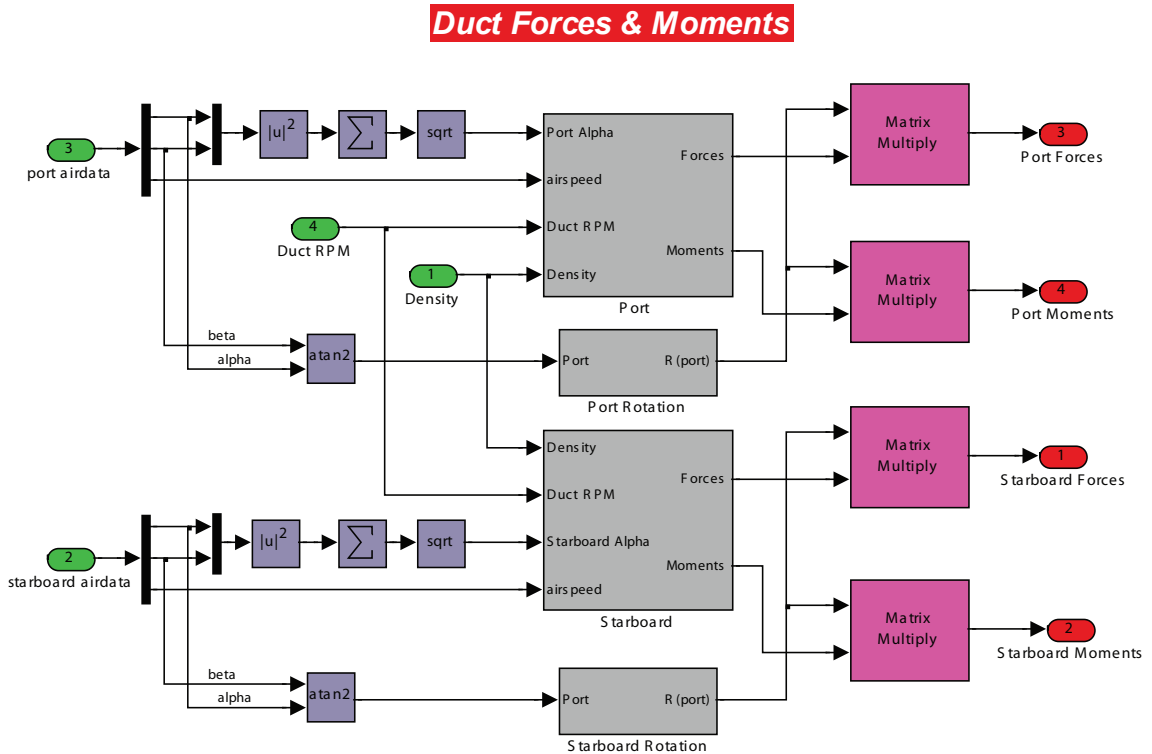 Duct Forces & Moments
3
port airdata
|u|²
∑
sqrt
Port Alpha
airspeed
Duct RPM
Density
Forces
Moments
Port
Matrix
Multiply
3
Port Forces
4
Duct RPM
1
Density
Matrix
Multiply
4
Port Moments
beta
alpha
atan2
Port
R (port)
Port Rotation
Density
Duct RPM
Starboard Alpha
airspeed
Forces
Moments
Starboard
Matrix
Multiply
1
Starboard Forces
2
starboard airdata
|u|²
∑
sqrt
Matrix
Multiply
2
Starboard Moments
beta
alpha
atan2
Port
R (port)
Starboard Rotation